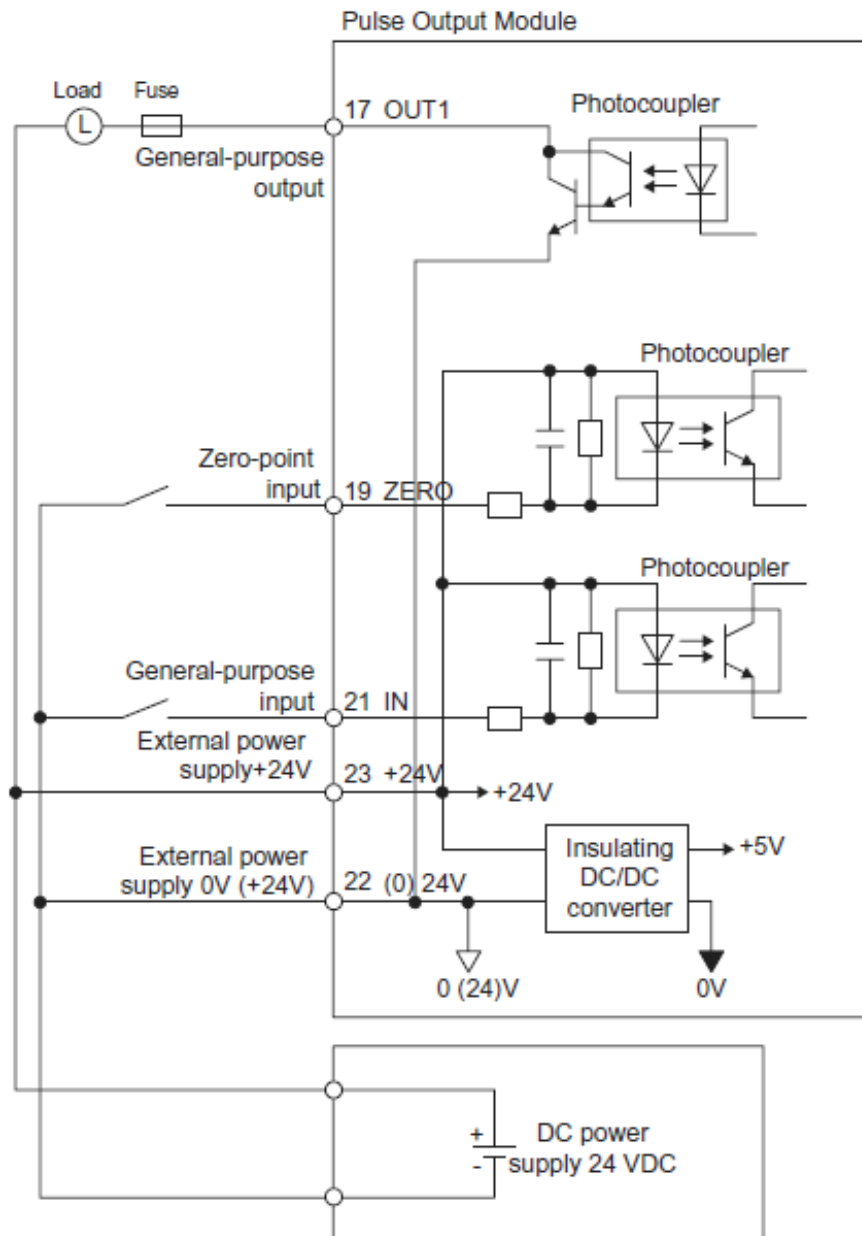 Pulse Output Module
Load
Fuse
L
17 OUT1
General-purpose
output
Photocoupler
Photocoupler
Zero-point
input
19 ZERO
Photocoupler
General-purpose
input
21 IN
External power
supply+24V
23 +24V
+24V
External power
supply 0V (+24V)
22 (0) 24V
Insulating
DC/DC
converter
+5V
0 (24)V
0V
+
-
DC power
supply 24 VDC